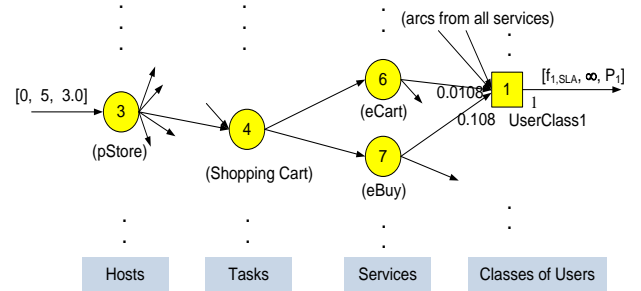 (arcs from all services)
[0, 5, 3.0]
3
(pStore)
4
(Shopping Cart)
6
(eCart)
7
(eBuy)
0.0108
0.108
1
[f1,SLA, ∞, P1]
1
UserClass1
Hosts
Tasks
Services
Classes of Users